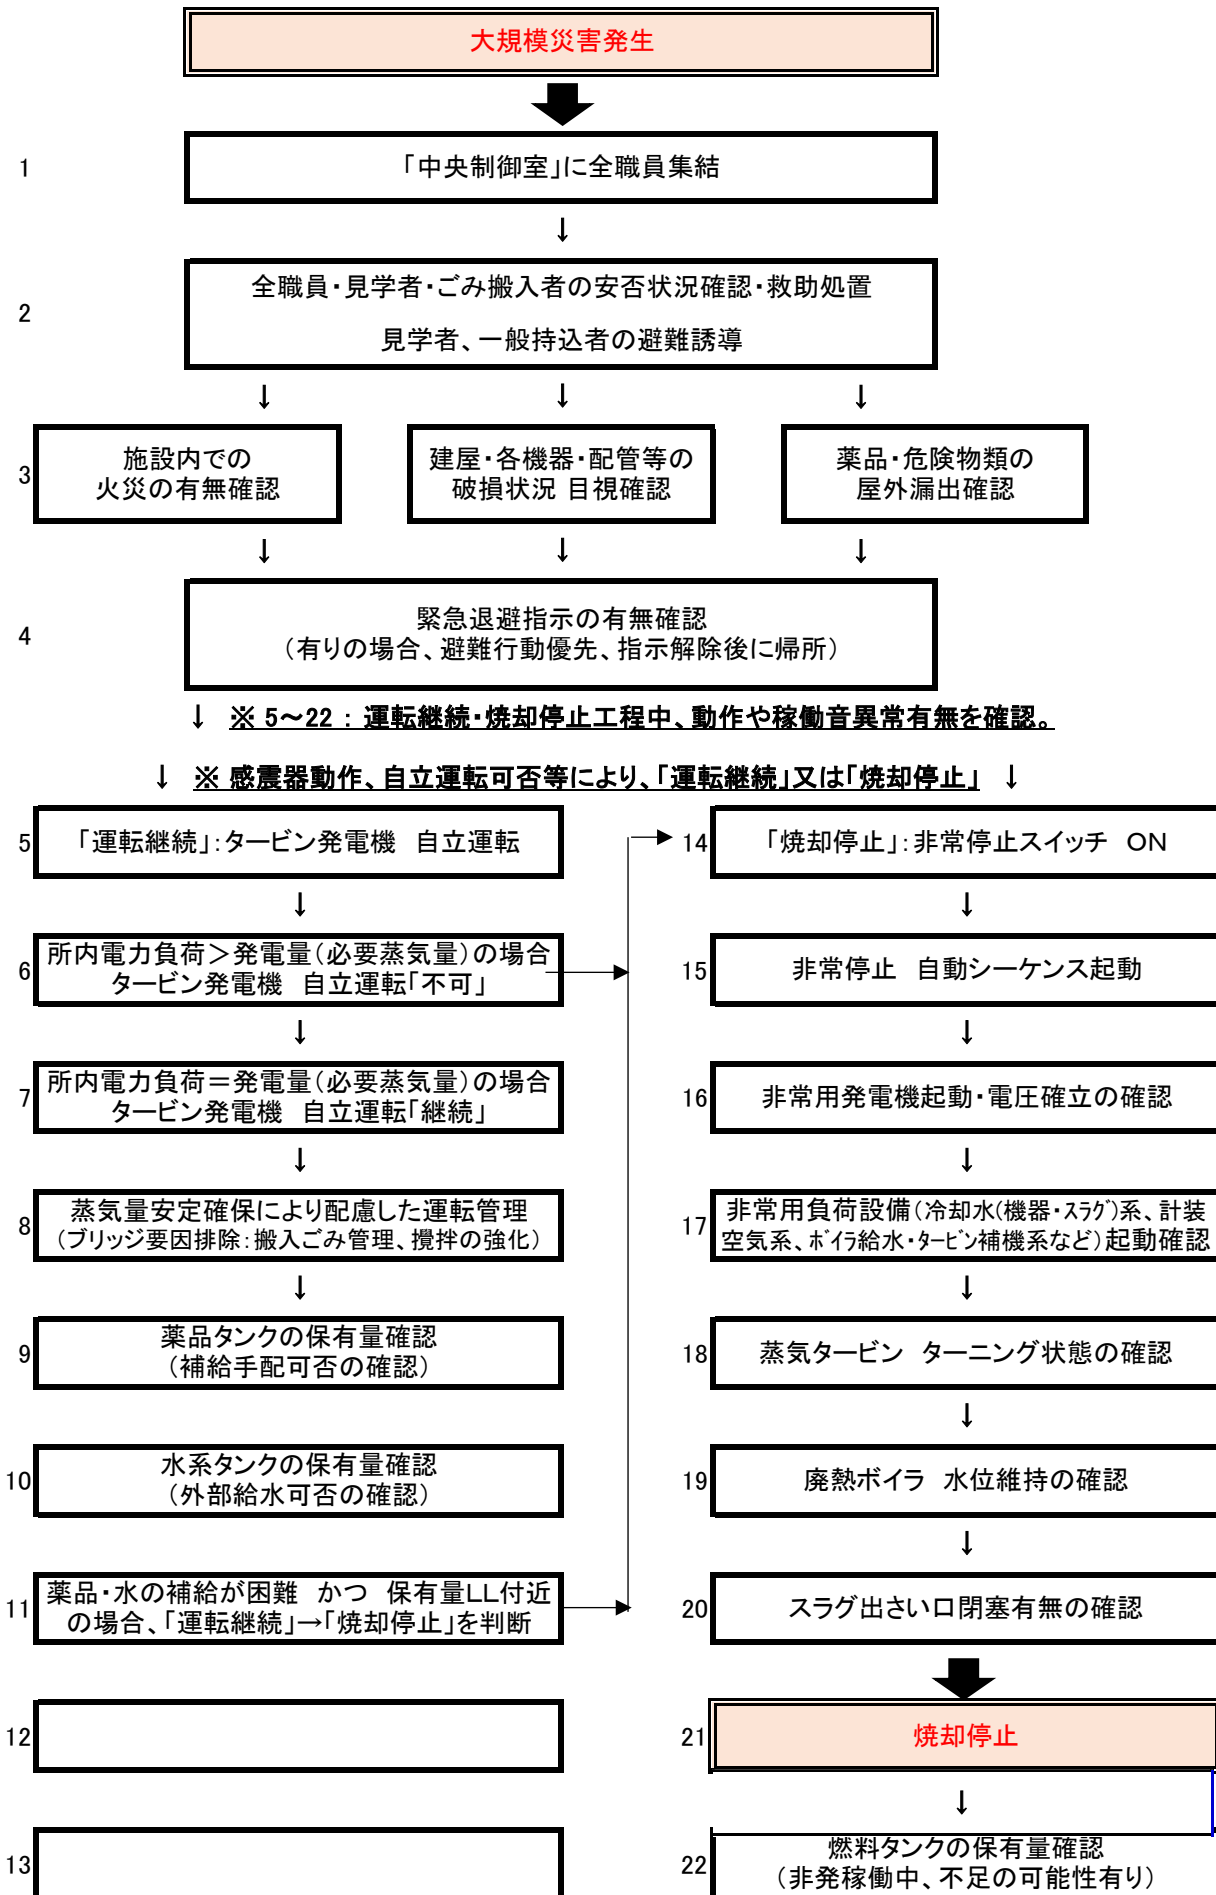 大規模災害発生
1
「中央制御室」に全職員集結
↓
2
全職員・見学者・ごみ搬入者の安否状況確認・救助処置
見学者、一般持込者の避難誘導
↓ ↓ ↓
3
施設内での
火災の有無確認
建屋・各機器・配管等の
破損状況 目視確認
薬品・危険物類の
屋外漏出確認
↓ ↓ ↓
4
緊急退避指示の有無確認
（有りの場合、避難行動優先、指示解除後に帰所）
↓ ※ 5～22 ： 運転継続・焼却停止工程中、動作や稼働音異常有無を確認。
↓ ※ 感震器動作、自立運転可否等により、「運転継続」又は「焼却停止」 ↓
5
「運転継続」：タービン発電機 自立運転
↓
6
所内電力負荷＞発電量（必要蒸気量）の場合
タービン発電機 自立運転「不可」
↓
7
所内電力負荷＝発電量（必要蒸気量）の場合
タービン発電機 自立運転「継続」
↓
8
蒸気量安定確保により配慮した運転管理
（ブリッジ要因排除：搬入ごみ管理、攪拌の強化）
↓
9
薬品タンクの保有量確認
（補給手配可否の確認）
10
水系タンクの保有量確認
（外部給水可否の確認）
11
薬品・水の補給が困難 かつ 保有量LL付近
の場合、「運転継続」→「焼却停止」を判断
12
13
14
「焼却停止」：非常停止スイッチ ON
↓
15
非常停止 自動シーケンス起動
↓
16
非常用発電機起動・電圧確立の確認
↓
17
非常用負荷設備（冷却水（機器・ｽﾗｸﾞ）系、計装
空気系、ﾎﾞｲﾗ給水・ﾀｰﾋﾞﾝ補機系など）起動確認
↓
18
蒸気タービン ターニング状態の確認
↓
19
廃熱ボイラ 水位維持の確認
↓
20
スラグ出さい口閉塞有無の確認
21
焼却停止
↓
22
燃料タンクの保有量確認
（非発稼働中、不足の可能性有り）